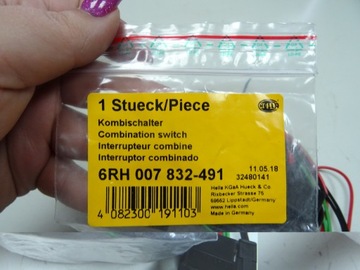 1 Stueck/Piece
HELLA
Kombischalter
Combination switch
Interrupteur combine
Interruptor combinado
6RH 007 832-491
11.05.18
32480141
Hella KGaA Hueck & Co
Rixbecker Strasse 75
59552 Lippstadt/Germany
www.hella.com
Made in Germany
4 082300 191103